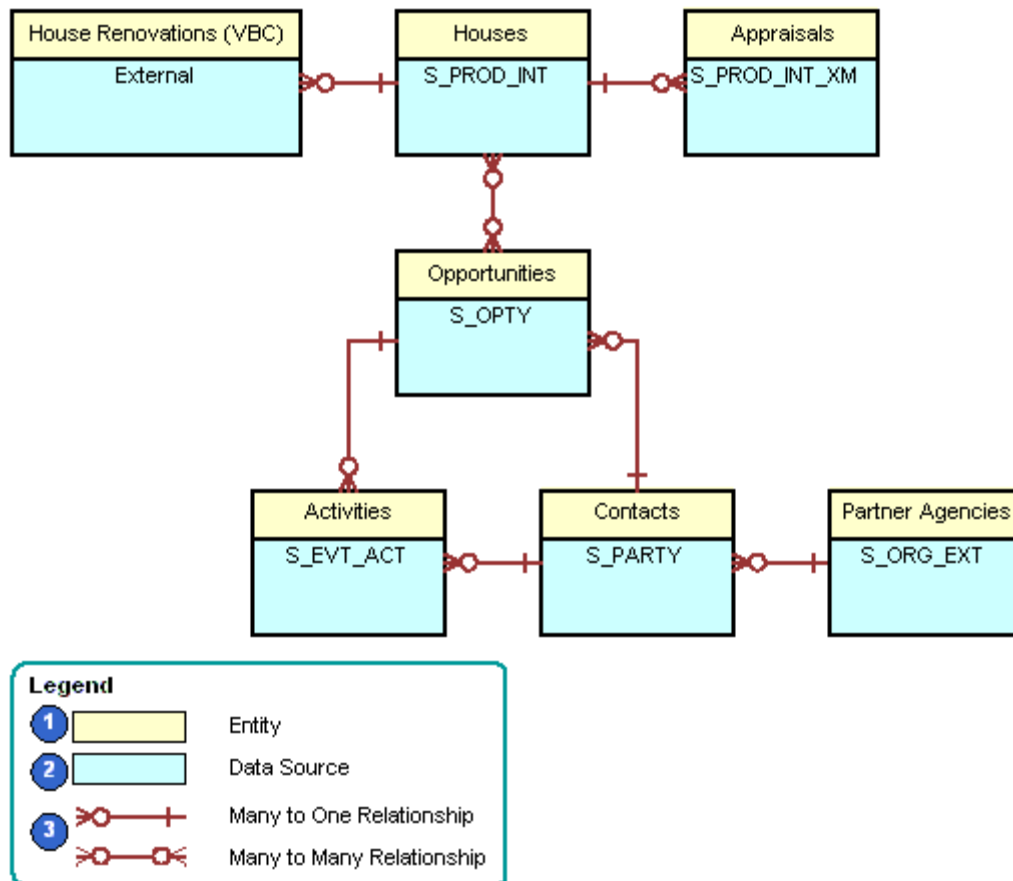 House Renovations (VBC)
External
Houses
S_PROD_INT
Appraisals
S_PROD_INT_XM
Opportunities
S_OPTY
Activities
S_EVT_ACT
Contacts
S_PARTY
Partner Agencies
S_ORG_EXT
Legend
1 Entity
2 Data Source
3 Many to One Relationship
Many to Many Relationship